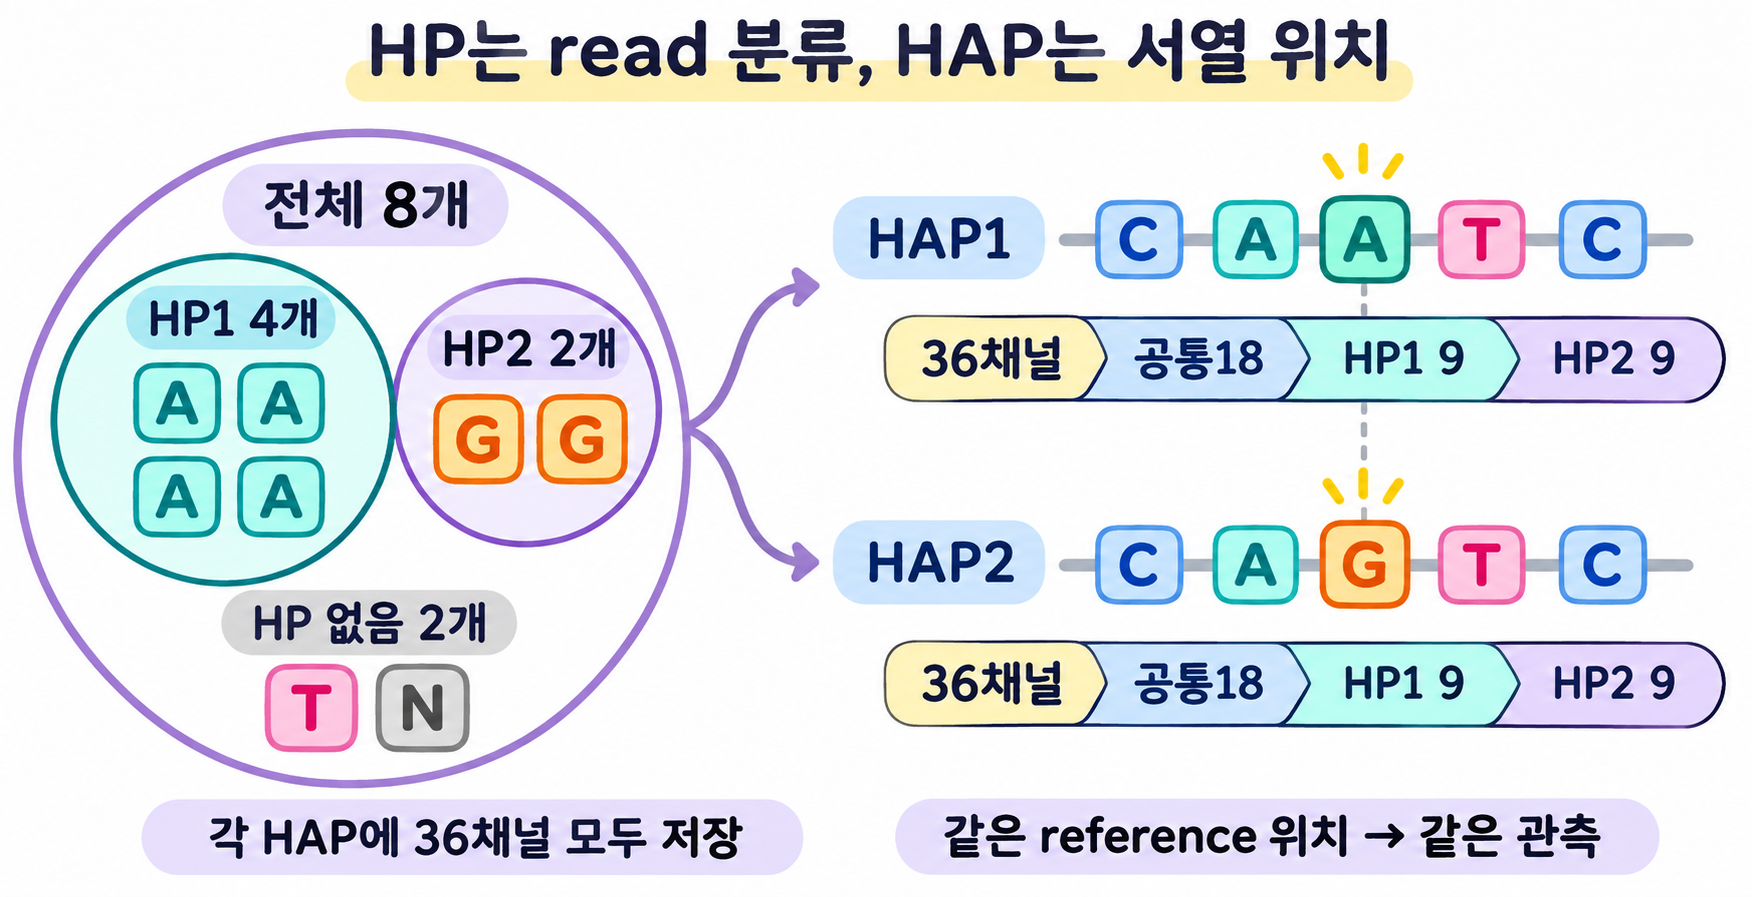 HP는 read 분류, HAP는 서열 위치
전체 8개
HP1 4개
A A
A A
HP2 2개
G G
HP 없음 2개
T N
각 HAP에 36채널 모두 저장
HAP1 C A A T C
36채널 공통18 HP1 9 HP2 9
HAP2 C A G T C
36채널 공통18 HP1 9 HP2 9
같은 reference 위치 → 같은 관측